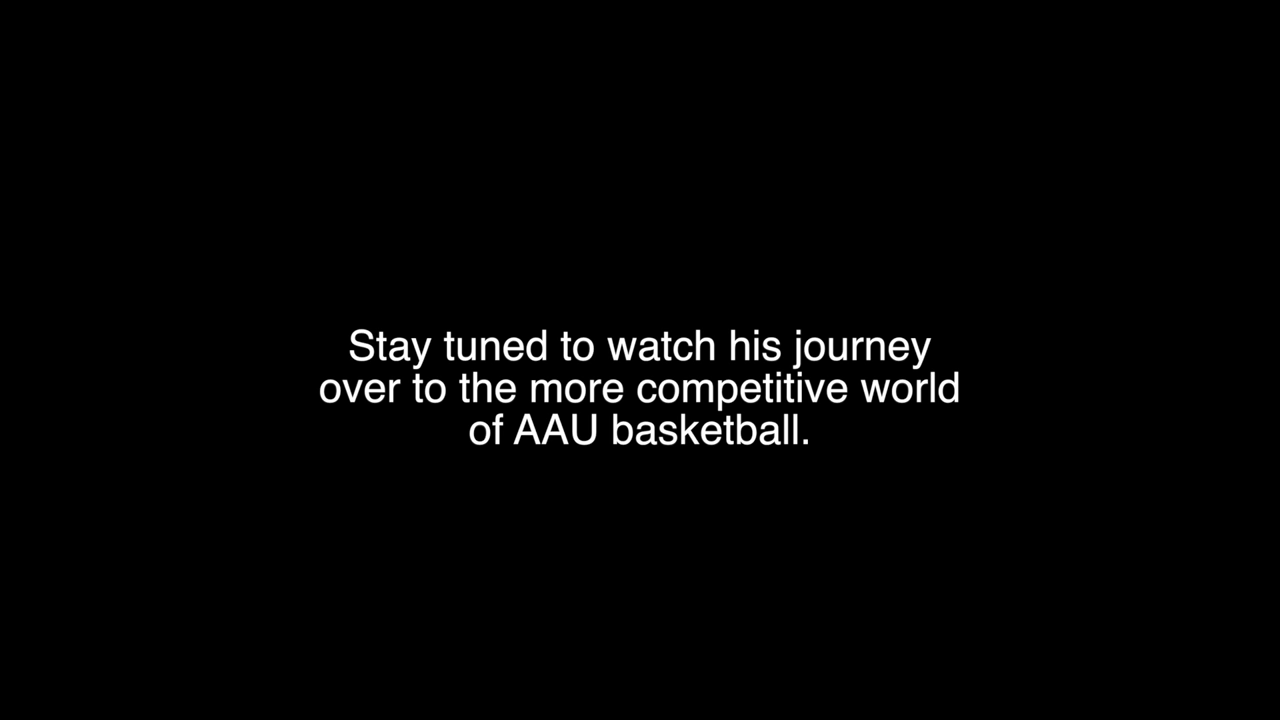 Stay tuned to watch his journey
over to the more competitive world
of AAU basketball.